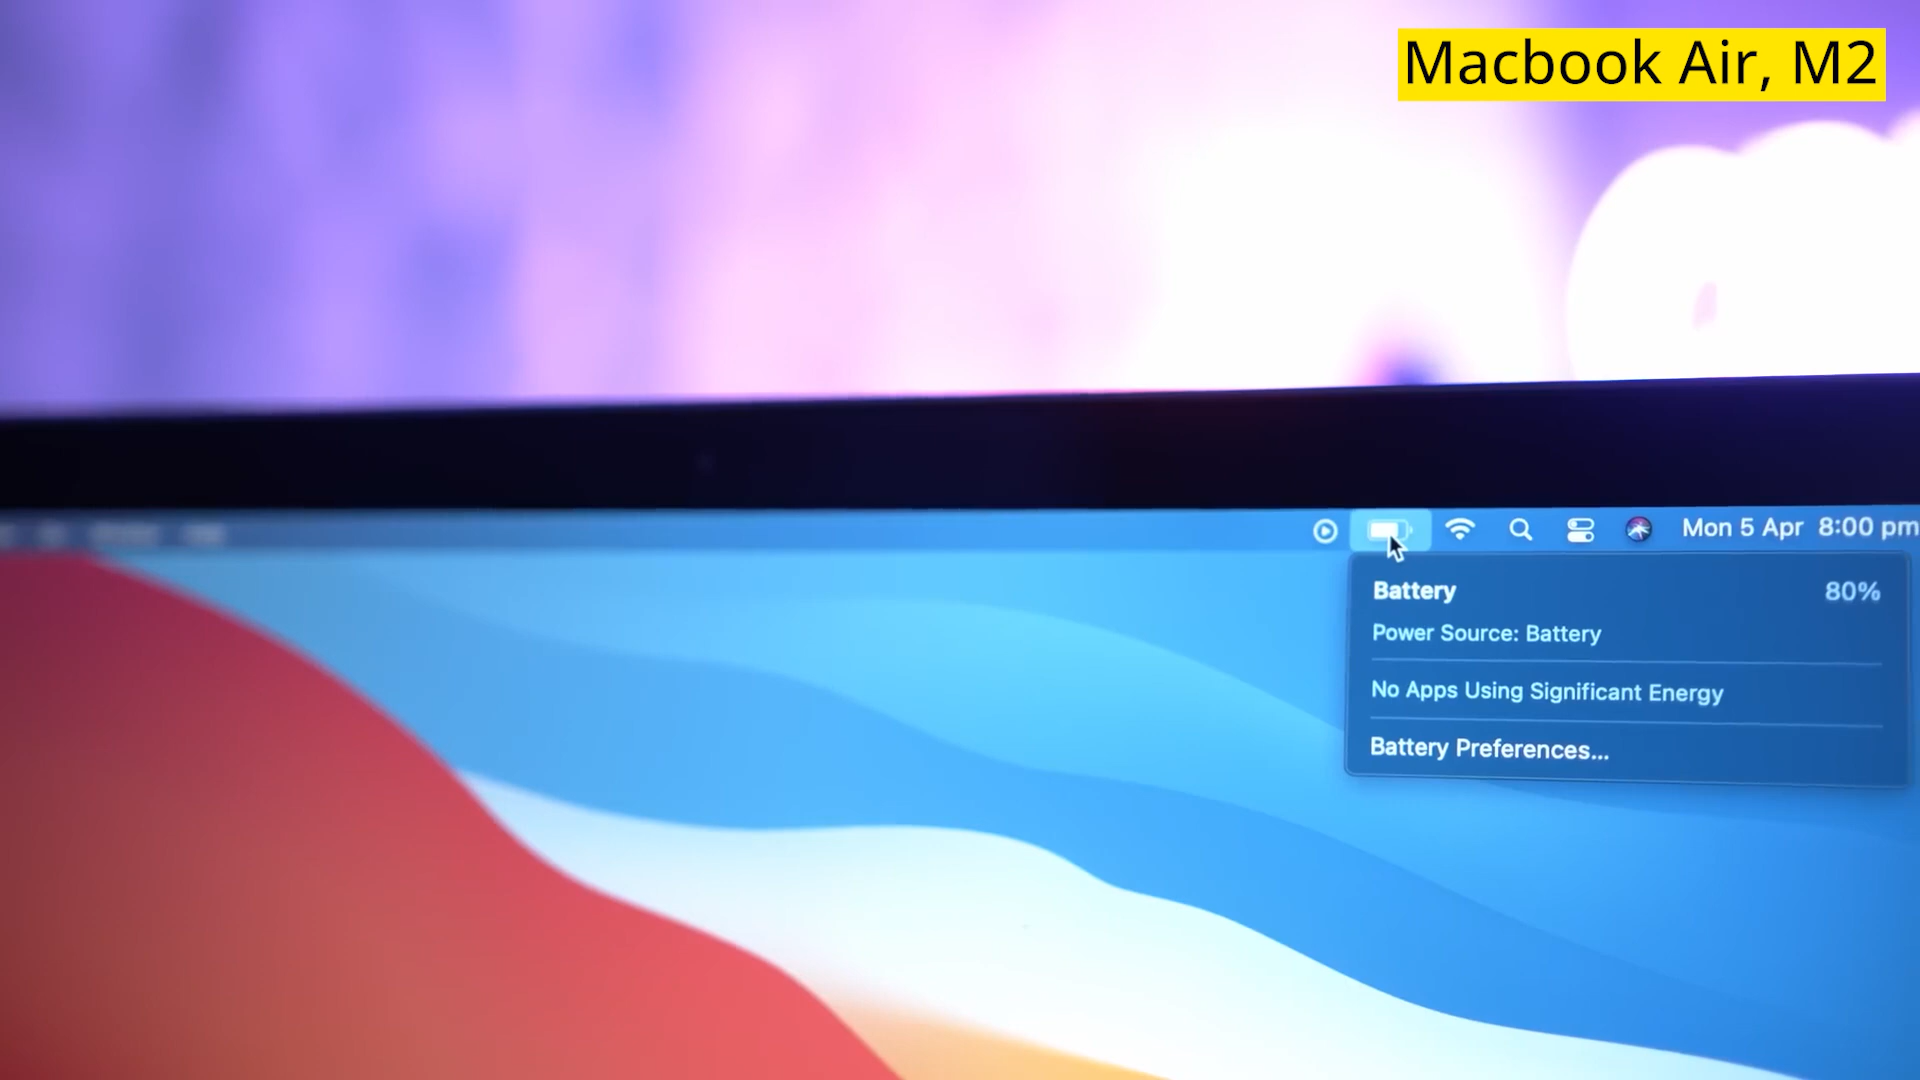 Macbook Air, M2
Mon 5 Apr 8:00 pm
Battery 80%
Power Source: Battery
No Apps Using Significant Energy
Battery Preferences...